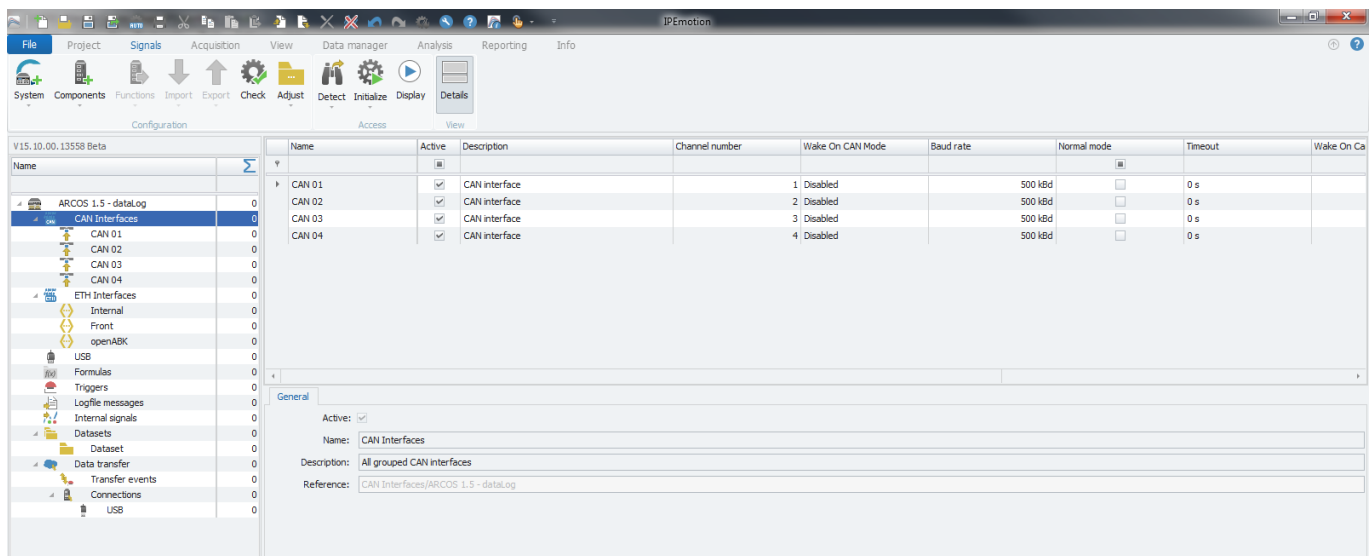 AUTO IPEmotion
File Project Signals Acquisition View Data manager Analysis Reporting Info
System Components Functions Import Export Check Adjust Detect Initialize Display Details
Configuration Access View
V15.10.00.13558 Beta
Name Σ
Name Active Description Channel number Wake On CAN Mode Baud rate Normal mode Timeout Wake On Ca
CAN 01 CAN interface 1 Disabled 500 kBd 0 s
CAN 02 CAN interface 2 Disabled 500 kBd 0 s
CAN 03 CAN interface 3 Disabled 500 kBd 0 s
CAN 04 CAN interface 4 Disabled 500 kBd 0 s
ARCOS 1.5 - dataLog 0
CAN Interfaces 0
CAN 01 0
CAN 02 0
CAN 03 0
CAN 04 0
ETH Interfaces 0
Internal 0
Front 0
openABK 0
USB 0
f(x) Formulas 0
Triggers 0
Logfile messages 0
Internal signals 0
Datasets 0
Dataset 0
Data transfer 0
Transfer events 0
Connections 0
USB 0
General
Active:
Name: CAN Interfaces
Description: All grouped CAN interfaces
Reference: CAN Interfaces/ARCOS 1.5 - dataLog